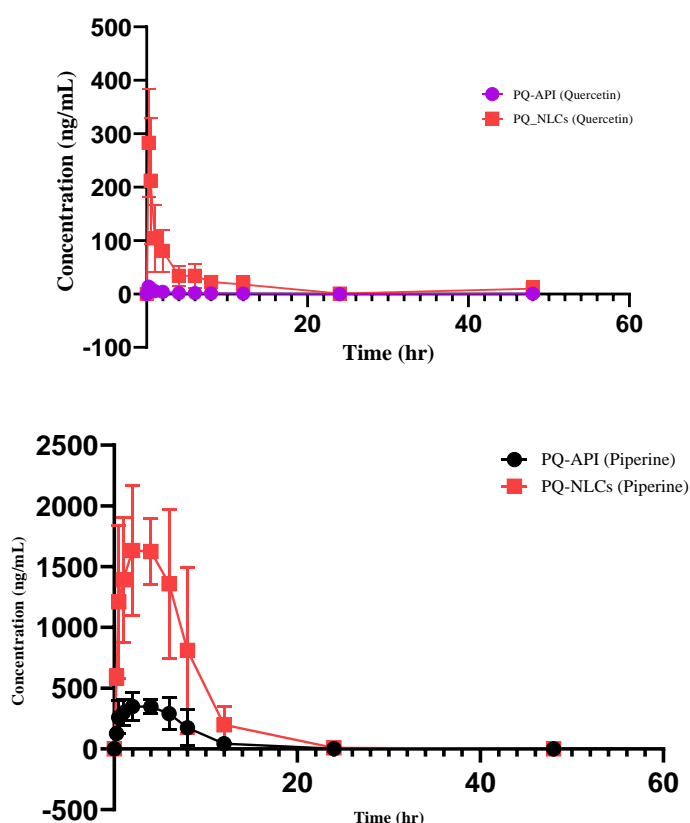 500
400
300
200
100
0
-100
Concentration (ng/mL)
PQ-API (Quercetin)
PQ_NLCs (Quercetin)
20
40
60
Time (hr)
2500
2000
1500
1000
500
0
-500
Concentration (ng/mL)
PQ-API (Piperine)
PQ-NLCs (Piperine)
20
40
60
Time (hr)